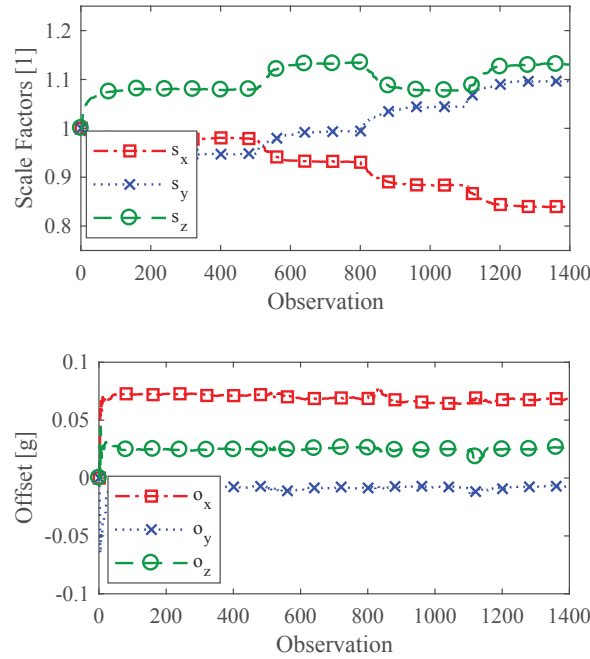 Scale Factors [1]
1.2
1.1
1
0.9
0.8
s_x
s_y
s_z
0 200 400 600 800 1000 1200 1400
Observation
Offset [g]
0.1
0.05
0
-0.05
-0.1
o_x
o_y
o_z
0 200 400 600 800 1000 1200 1400
Observation